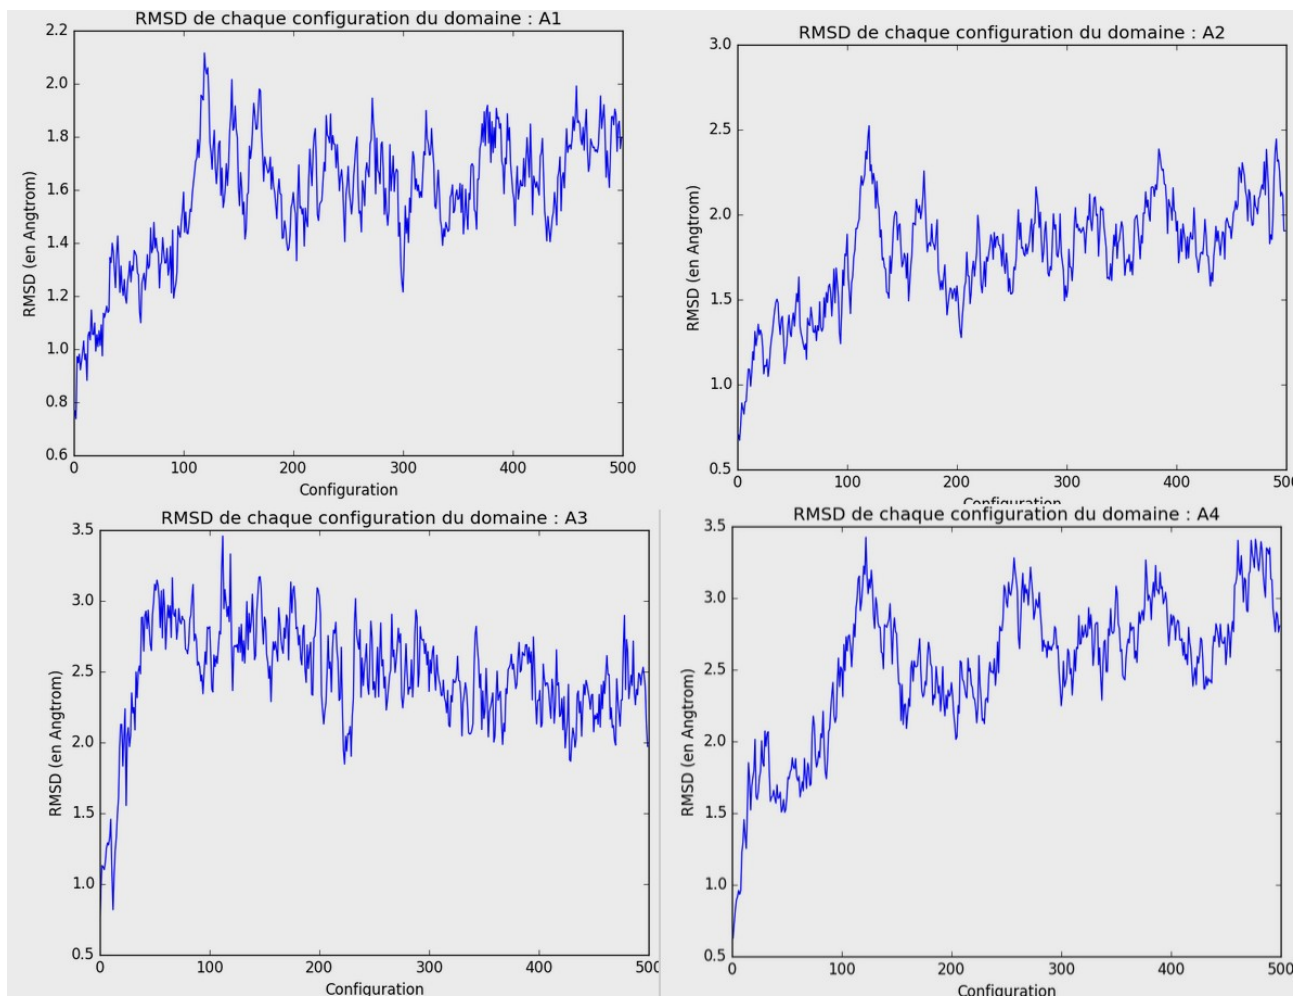 RMSD de chaque configuration du domaine : A1
2.2
2.0
1.8
1.6
1.4
1.2
1.0
0.8
0.6
RMSD (en Angtrom)
0 100 200 300 400 500
Configuration
RMSD de chaque configuration du domaine : A2
3.0
2.5
2.0
1.5
1.0
0.5
RMSD (en Angtrom)
0 100 200 300 400 500
Configuration
RMSD de chaque configuration du domaine : A3
3.5
3.0
2.5
2.0
1.5
1.0
0.5
RMSD (en Angtrom)
0 100 200 300 400 500
Configuration
RMSD de chaque configuration du domaine : A4
3.5
3.0
2.5
2.0
1.5
1.0
0.5
RMSD (en Angtrom)
0 100 200 300 400 500
Configuration